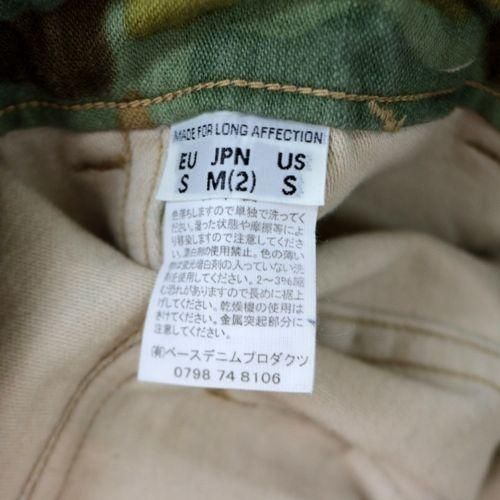 MADE FOR LONG AFFECTION
EU JPN US
S M(2) S
色落ちしますので単独で洗ってく
ださい。湿った状態や摩擦等によ
り移染しますので注意してくださ
い。漂白剤の使用禁止。色の薄い
物は蛍光増白剤の入っていない洗
剤を使用してください。2～3%縮
む恐れがありますので長めに裾上
げしてください。乾燥機の使用は
さけてください。金属突起部分に
注意してください。
(有)ベースデニムプロダクツ
0798 74 8106